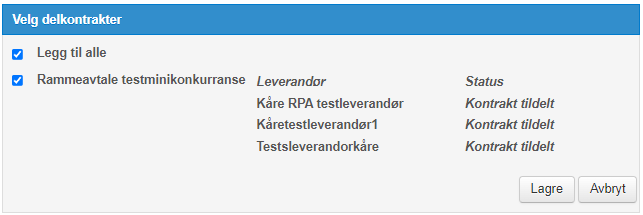 Velg delkontrakter
Legg til alle
Rammeavtale testminikonkurranse Leverandør Status
Kåre RPA testleverandør Kontrakt tildelt
Kåretestleverandør1 Kontrakt tildelt
Testsleverandorkåre Kontrakt tildelt
Lagre Avbryt